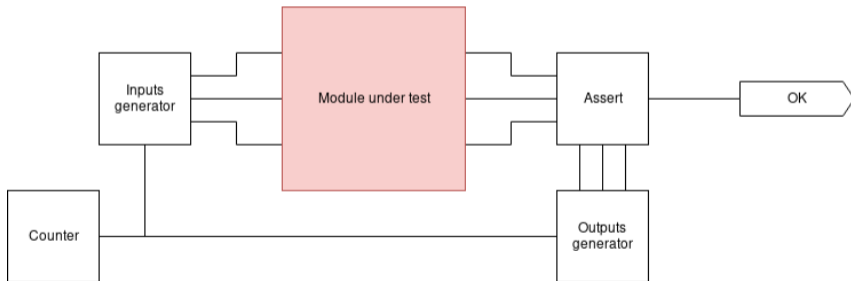 Inputs
generator
Module under test
Assert
OK
Counter
Outputs
generator